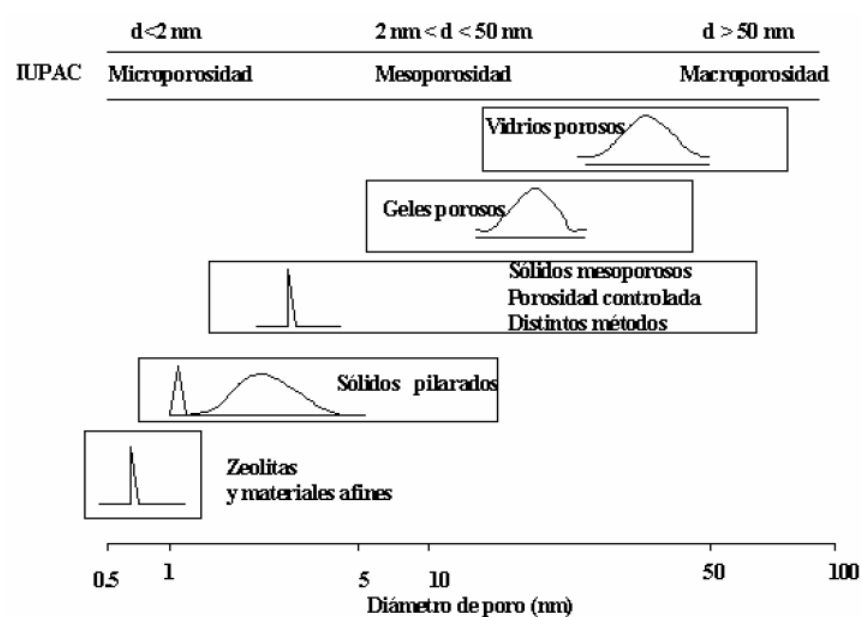 d<2 nm 2 nm < d < 50 nm d > 50 nm
IUPAC Microporosidad Mesoporosidad Macroporosidad
Vidrios porosos
Geles porosos
Sólidos mesoporosos
Porosidad controlada
Distintos métodos
Sólidos pilarados
Zeolitas
y materiales afines
0.5 1 5 10 50 100
Diámetro de poro (nm)